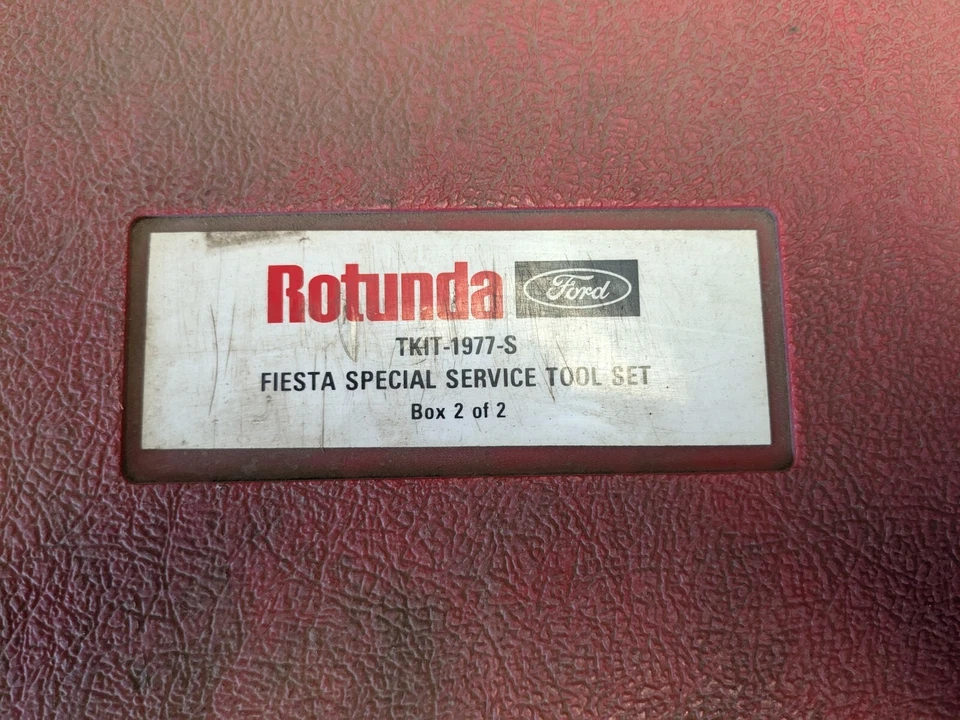 Rotunda Ford
TKIT-1977-S
FIESTA SPECIAL SERVICE TOOL SET
Box 2 of 2